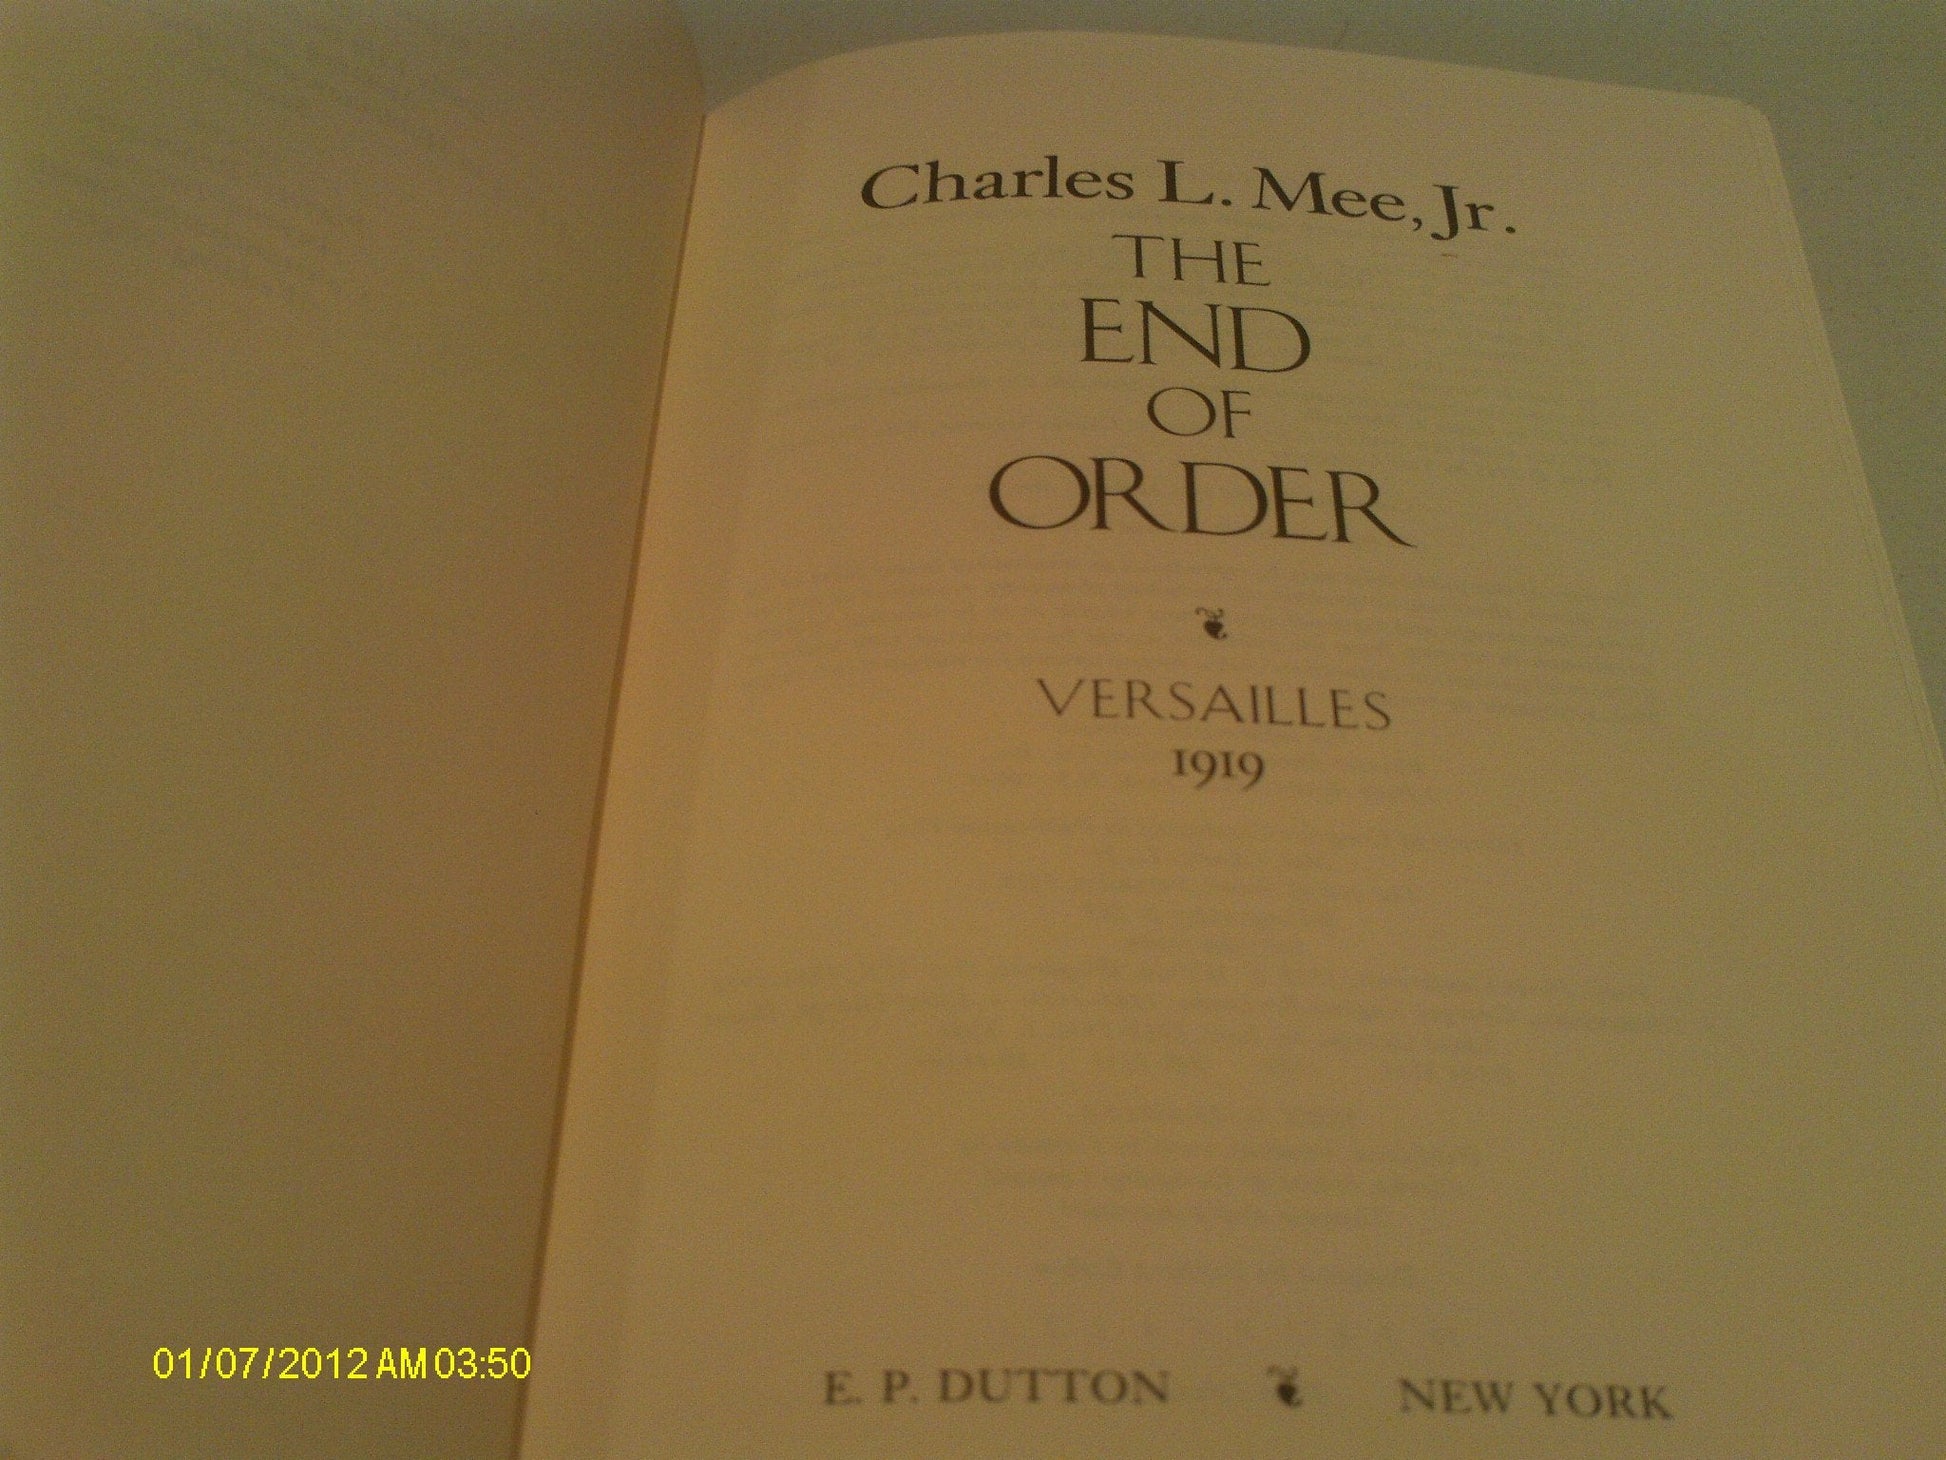 Charles L. Mee, Jr.
THE
END
OF
ORDER
VERSAILLES
1919
E. P. DUTTON NEW YORK
01/07/2012 AM 03:50